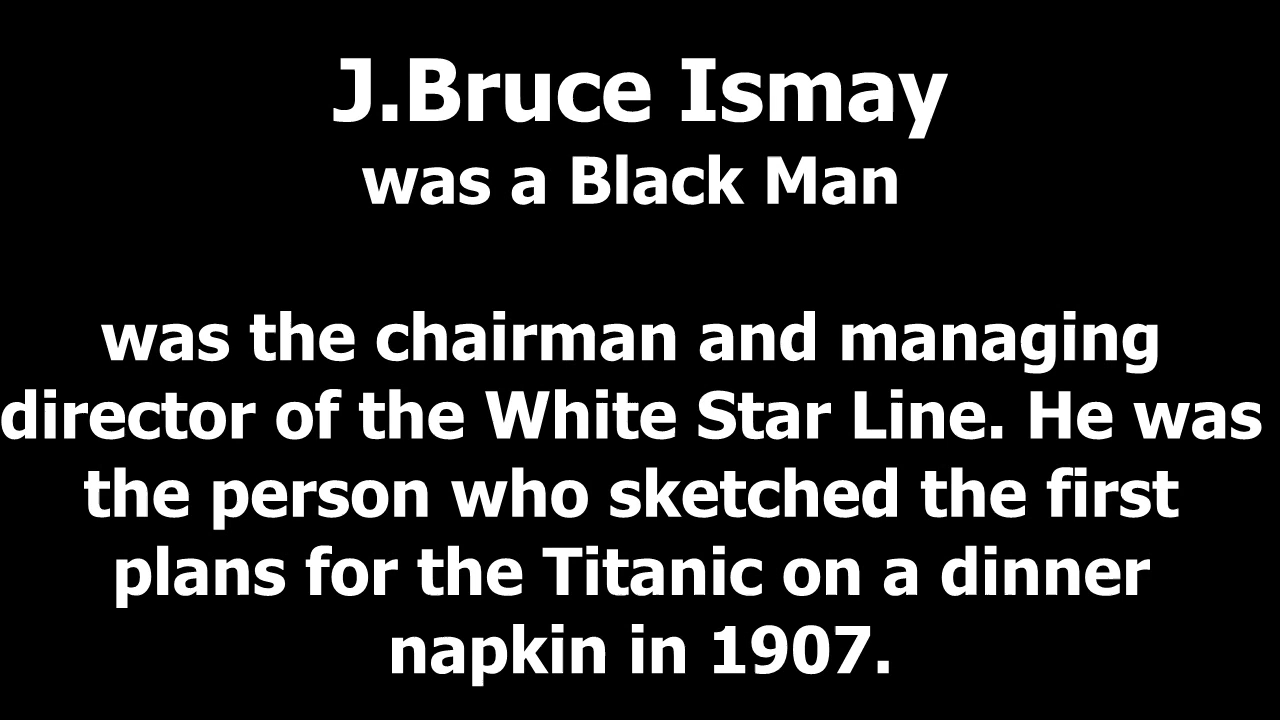 J.Bruce Ismay
was a Black Man
was the chairman and managing
director of the White Star Line. He was
the person who sketched the first
plans for the Titanic on a dinner
napkin in 1907.